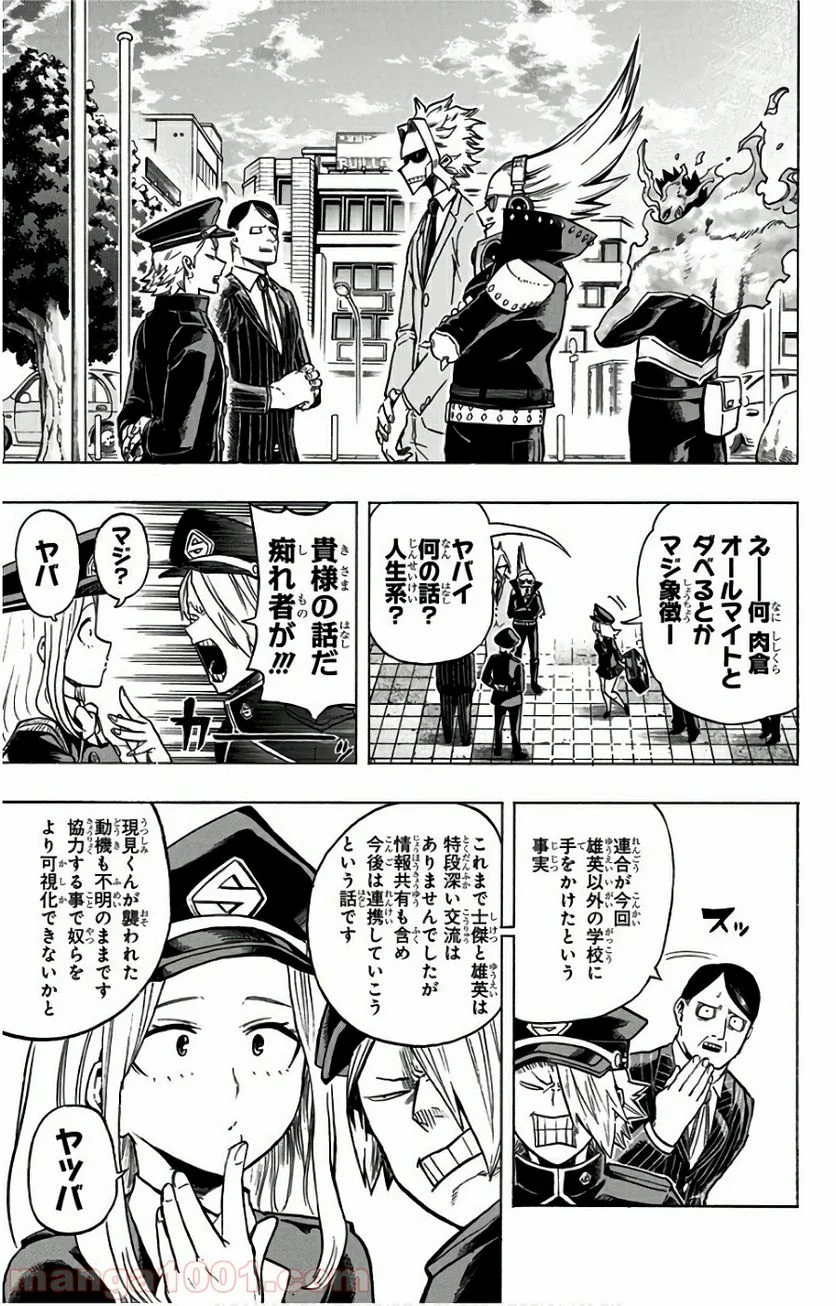 え──何 肉倉
オールマイトと
ダベるとか
マジ象徴ー
ヤバイ
何の話？
人生系？
貴様の話だ
痴れ者が!!!
マジ？
ヤバ
カーッ
連合が今回
雄英以外の学校に
手をかけたという
事実
スッ
これまで士傑と雄英は
特段深い交流は
ありませんでしたが
情報共有も含め
今後は連携していこう
という話です
現見くんが襲われた
動機も不明のままです
協力する事で奴らを
より可視化できないかと
ヤツバ
manga1001.com